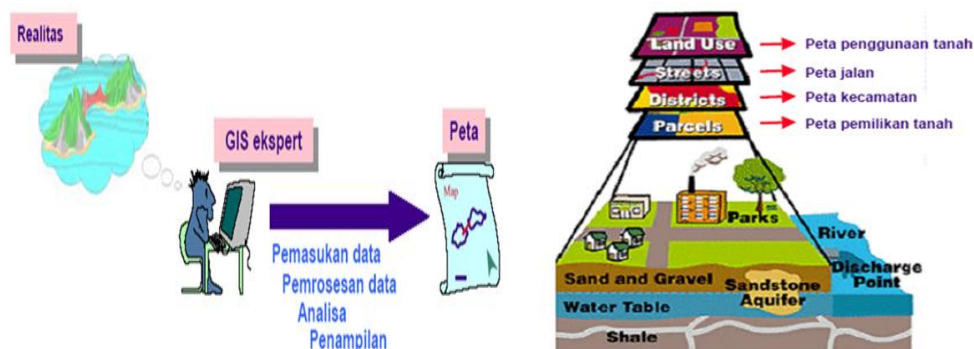 Realitas
GIS ekspert
Peta
Map
Pemasukan data
Pemrosesan data
Analisa
Penampilan
Land Use
Peta penggunaan tanah
Streets
Peta jalan
Districts
Peta kecamatan
Parcels
Peta pemilikan tanah
Parks
River
Discharge
Point
Sand and Gravel
Sandstone
Aquifer
Water Table
Shale